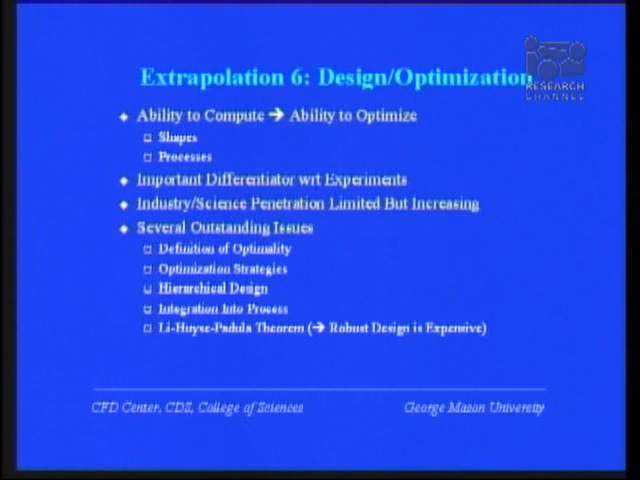 RESEARCH
CHANNEL
Extrapolation 6: Design/Optimization
Ability to Compute → Ability to Optimize
Shapes
Processes
Important Differentiator wrt Experiments
Industry/Science Penetration Limited But Increasing
Several Outstanding Issues
Definition of Optimality
Optimization Strategies
Hierarchical Design
Integration Into Process
Li-Huyse-Padula Theorem (→ Robust Design is Expensive)
CFD Center, CDS, College of Sciences
George Mason University